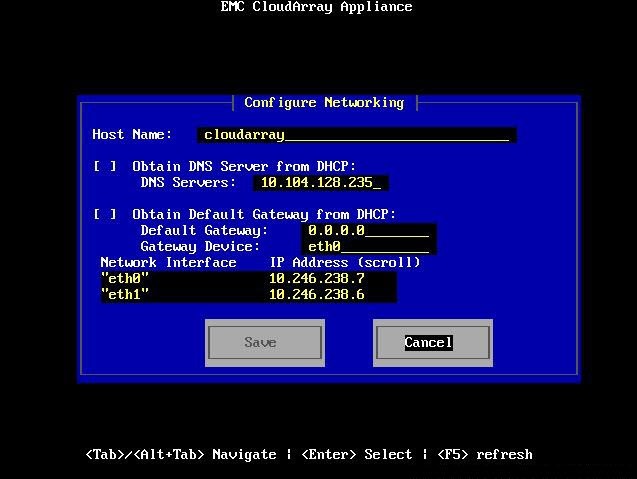 EMC CloudArray Appliance
Configure Networking
Host Name: cloudarray
[ ] Obtain DNS Server from DHCP:
DNS Servers: 10.104.128.235
[ ] Obtain Default Gateway from DHCP:
Default Gateway: 0.0.0.0
Gateway Device: eth0
Network Interface IP Address (scroll)
"eth0" 10.246.238.7
"eth1" 10.246.238.6
Save Cancel
<Tab>/<Alt+Tab> Navigate | <Enter> Select | <F5> refresh